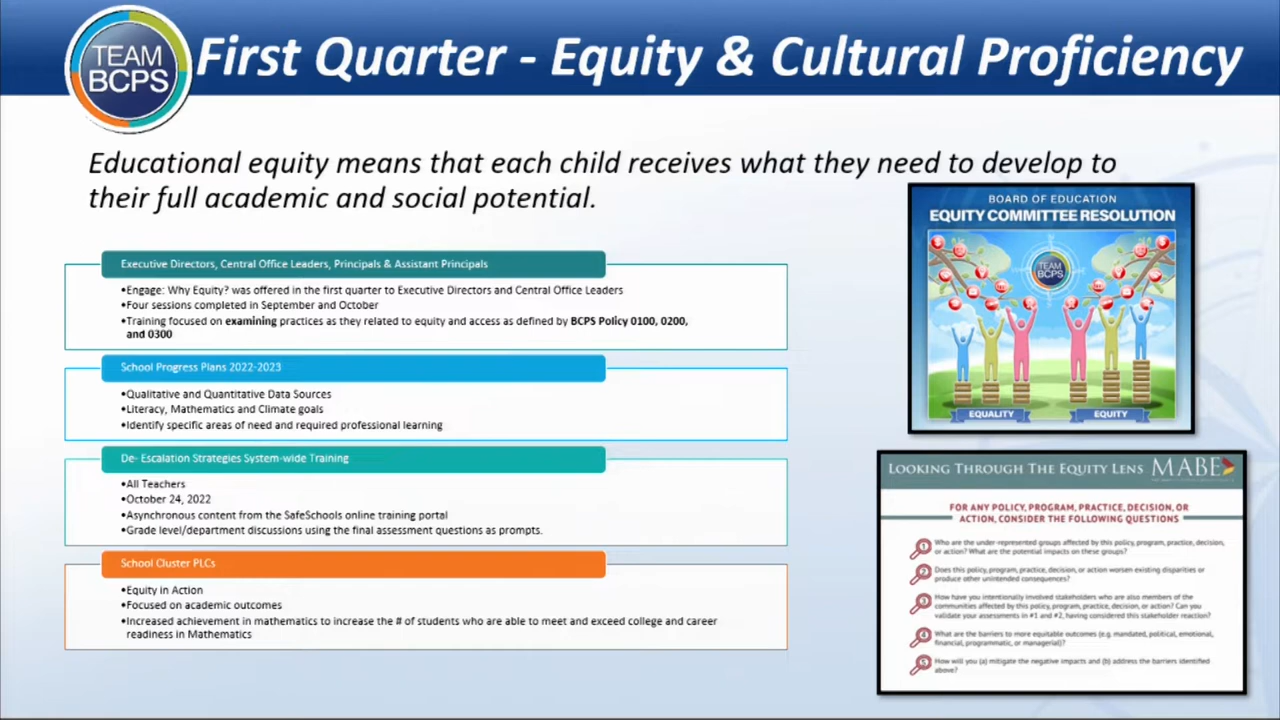 TEAM
BCPS
First Quarter - Equity & Cultural Proficiency
Educational equity means that each child receives what they need to develop to
their full academic and social potential.
Executive Directors, Central Office Leaders, Principals & Assistant Principals
•Engage: Why Equity? was offered in the first quarter to Executive Directors and Central Office Leaders
•Four sessions completed in September and October
•Training focused on examining practices as they related to equity and access as defined by BCPS Policy 0100, 0200,
and 0300
School Progress Plans 2022-2023
•Qualitative and Quantitative Data Sources
•Literacy, Mathematics and Climate goals
•Identify specific areas of need and required professional learning
De- Escalation Strategies System-wide Training
•All Teachers
•October 24, 2022
•Asynchronous content from the SafeSchools online training portal
•Grade level/department discussions using the final assessment questions as prompts.
School Cluster PLCs
•Equity in Action
•Focused on academic outcomes
•Increased achievement in mathematics to increase the # of students who are able to meet and exceed college and career
readiness in Mathematics
BOARD OF EDUCATION
EQUITY COMMITTEE RESOLUTION
TEAM
BCPS
EQUALITY
EQUITY
LOOKING THROUGH THE EQUITY LENS MABE
FOR ANY POLICY, PROGRAM, PRACTICE, DECISION, OR
ACTION, CONSIDER THE FOLLOWING QUESTIONS
1 Who are the under-represented groups affected by this policy, program, practice, decision,
or action? What are the potential impacts on these groups?
2 Does this policy, program, practice, decision, or action worsen existing disparities or
produce other unintended consequences?
3 How have you intentionally involved stakeholders who are also members of the
communities affected by this policy, program, practice, decision, or action? Can you
validate your assessments in #1 and #2, having considered this stakeholder reaction?
4 What are the barriers to more equitable outcomes (e.g. mandated, political, emotional,
financial, programmatic, or managerial)?
5 How will you (a) mitigate the negative impacts and (b) address the barriers identified
above?